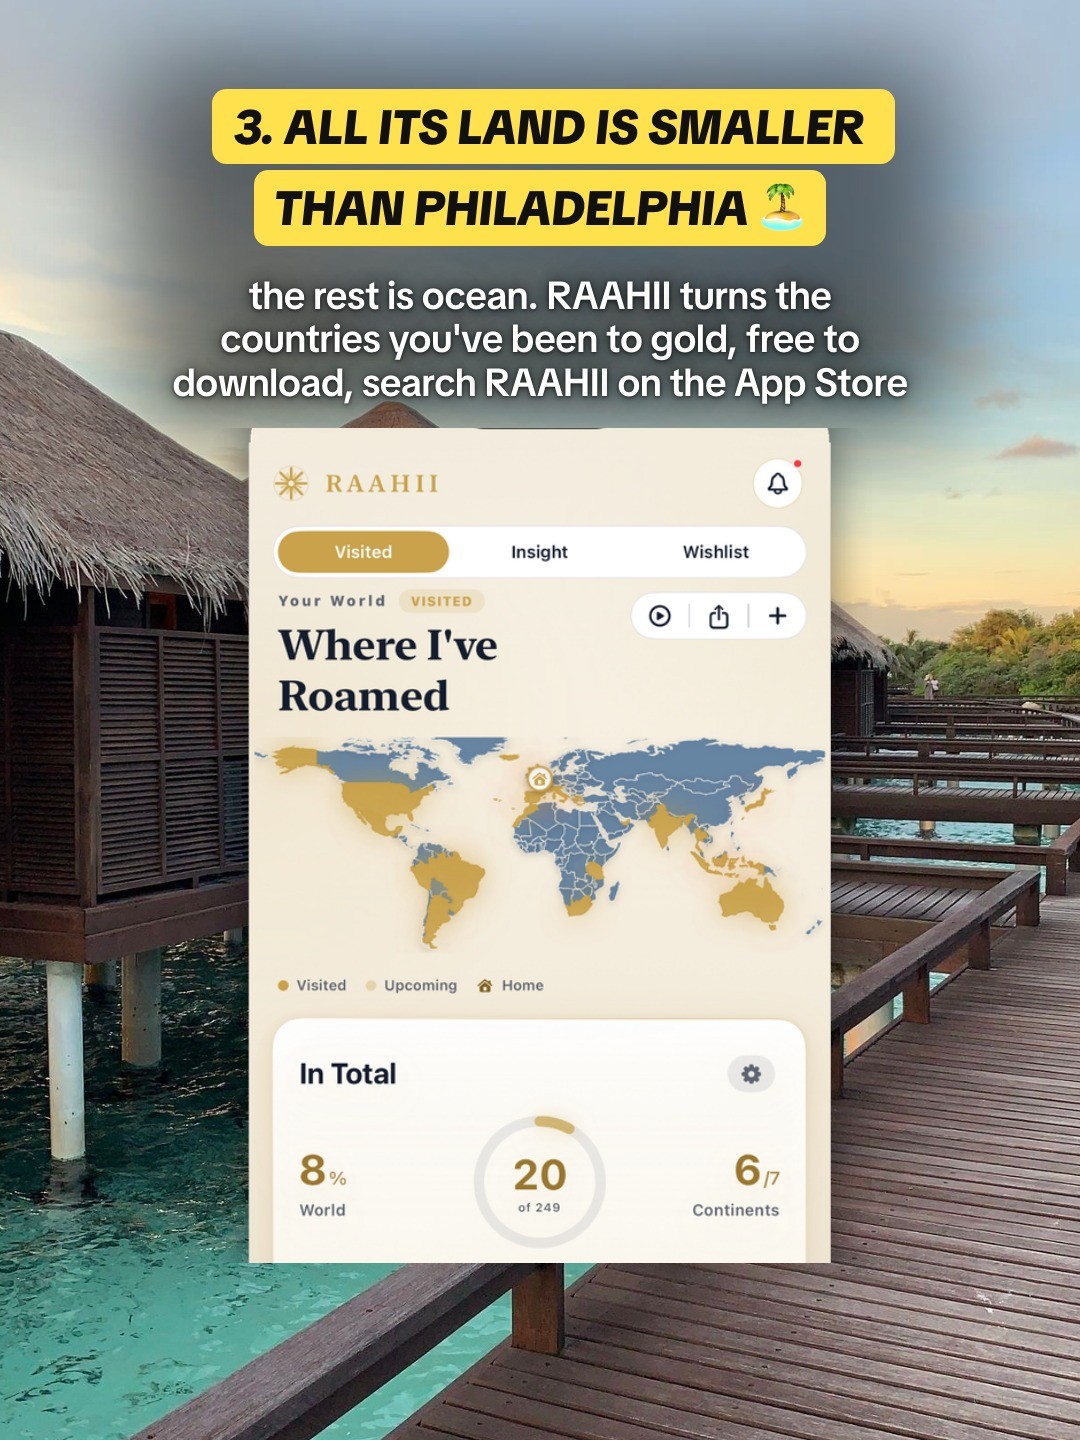 3. ALL ITS LAND IS SMALLER
THAN PHILADELPHIA 🏝️
the rest is ocean. RAAHII turns the
countries you've been to gold, free to
download, search RAAHII on the App Store
RAAHII
Visited Insight Wishlist
Your World VISITED
Where I've
Roamed
Visited Upcoming Home
In Total
8% 20 6/7
World of 249 Continents